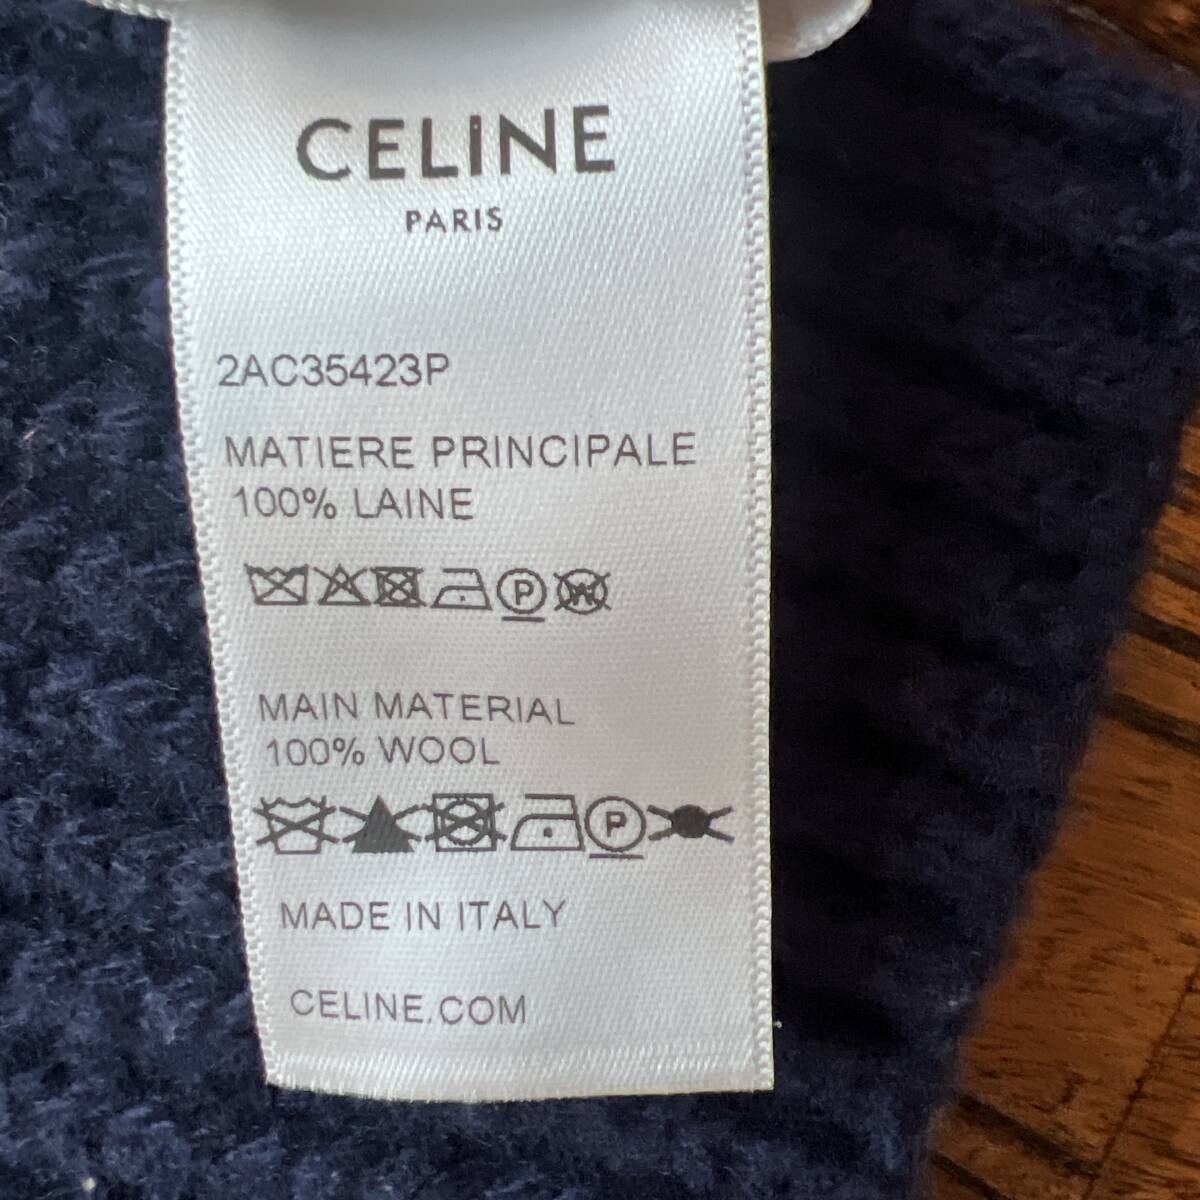 CELINE
PARIS
2AC35423P
MATIERE PRINCIPALE
100% LAINE
P W
MAIN MATERIAL
100% WOOL
P
MADE IN ITALY
CELINE.COM